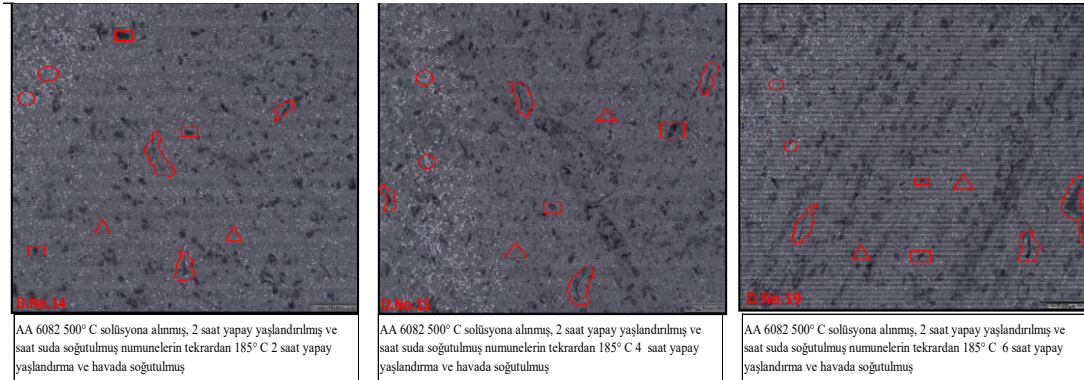 D.No.14
D.No.15
D.No.19
AA 6082 500° C solüsyona alınmış, 2 saat yapay yaşlandırılmış ve
saat suda soğutulmuş numunelerin tekrardan 185° C 2 saat yapay
yaşlandırma ve havada soğutulmuş
AA 6082 500° C solüsyona alınmış, 2 saat yapay yaşlandırılmış ve
saat suda soğutulmuş numunelerin tekrardan 185° C 4 saat yapay
yaşlandırma ve havada soğutulmuş
AA 6082 500° C solüsyona alınmış, 2 saat yapay yaşlandırılmış ve
saat suda soğutulmuş numunelerin tekrardan 185° C 6 saat yapay
yaşlandırma ve havada soğutulmuş